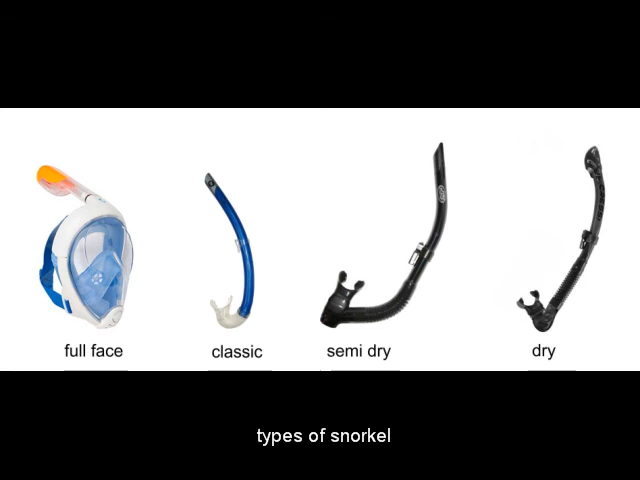 full face classic semi dry dry
types of snorkel